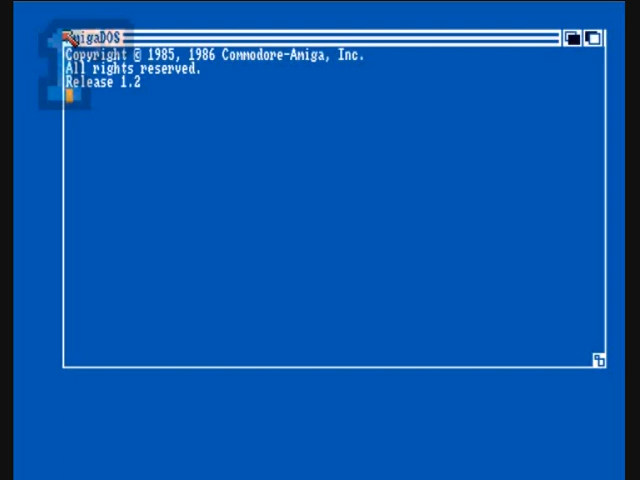 AmigaDOS
Copyright © 1985, 1986 Commodore-Amiga, Inc.
All rights reserved.
Release 1.2